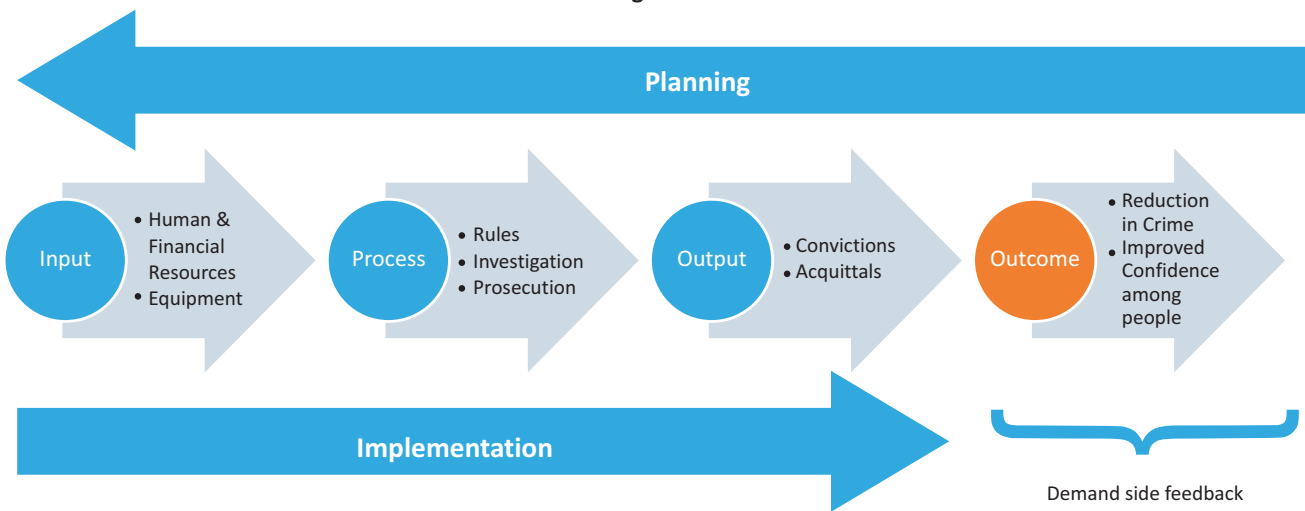 Planning
Input
• Human &
Financial
Resources
• Equipment
Process
• Rules
• Investigation
• Prosecution
Output
• Convictions
• Acquittals
Outcome
• Reduction
in Crime
• Improved
Confidence
among
people
Implementation
Demand side feedback